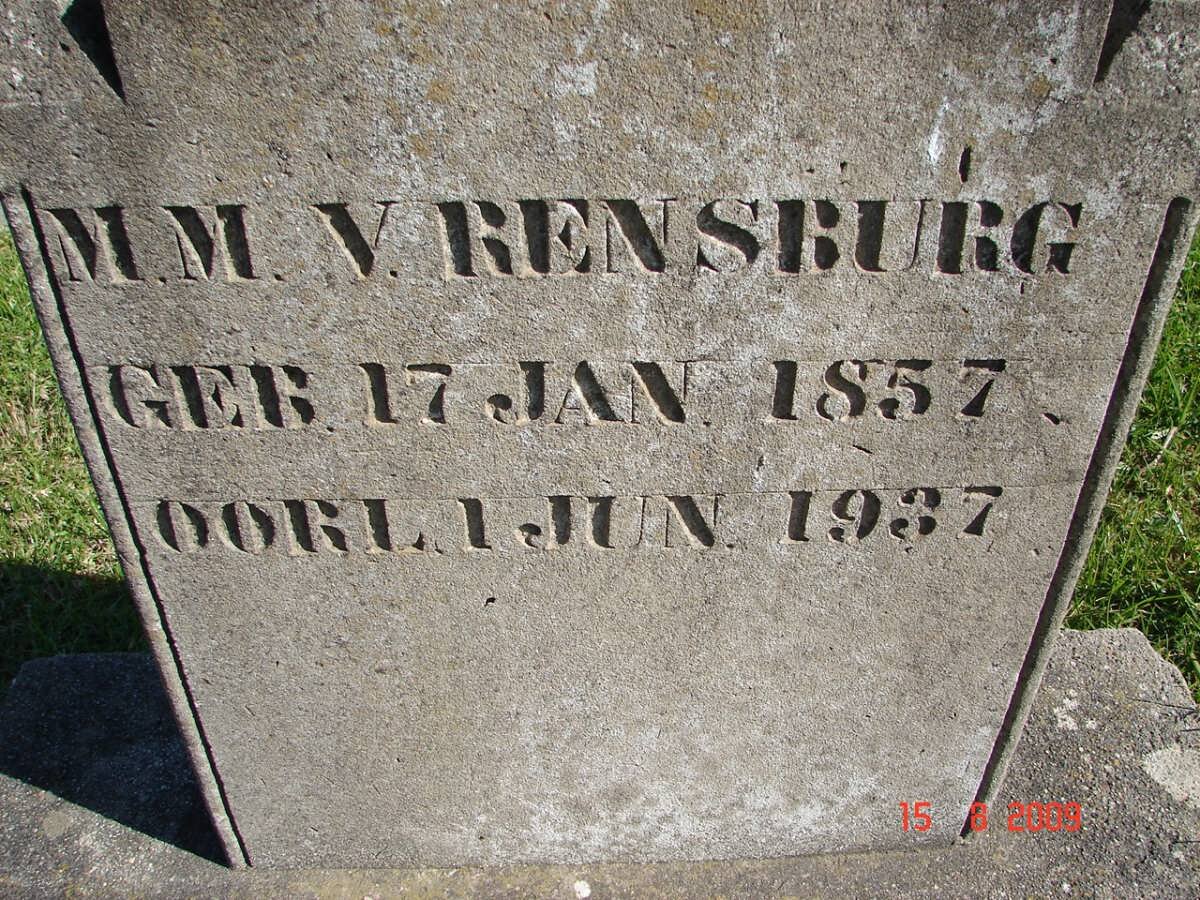 M.M. V. RENSBURG
GEB. 17 JAN. 1857.
OORL. 1 JUN. 1937.
15 8 2009